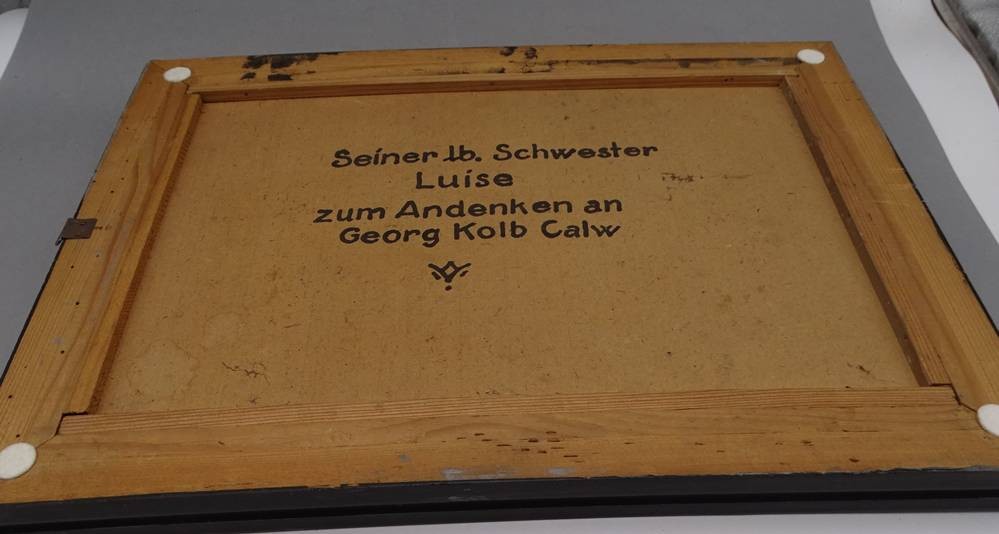 Seiner lb. Schwester
Luise
zum Andenken an
Georg Kolb Calw